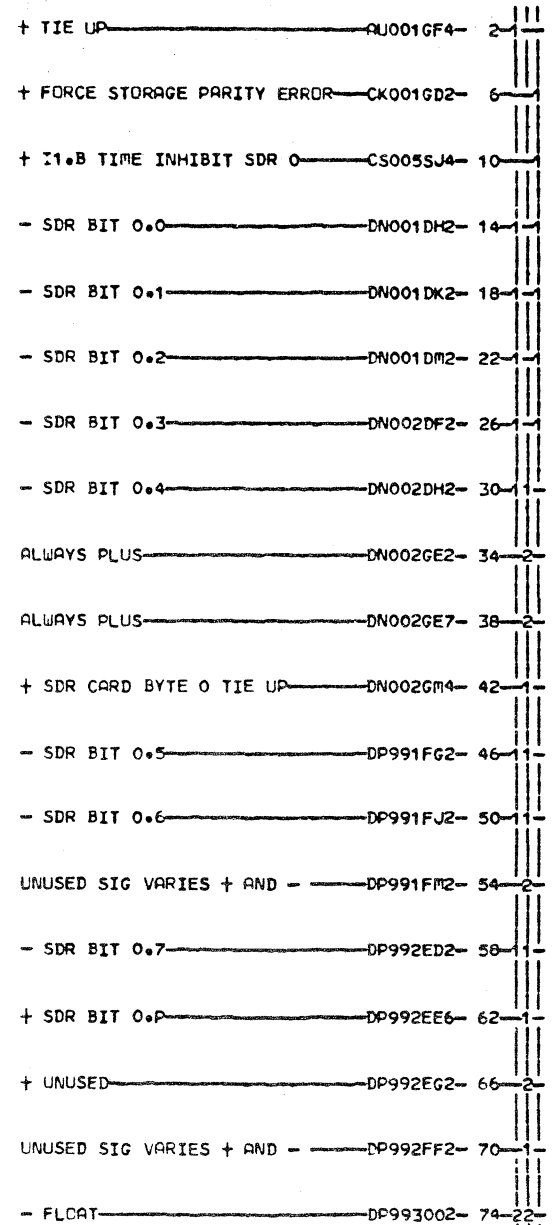 + TIE UP AU001GF4- 2-1
+ FORCE STORAGE PARITY ERROR CK001GD2- 6 1
+ I1.B TIME INHIBIT SDR 0 CS005SJ4- 10 1
- SDR BIT 0.0 DN001DH2- 14-1-1
- SDR BIT 0.1 DN001DK2- 18-1-1
- SDR BIT 0.2 DN001DM2- 22-1-1
- SDR BIT 0.3 DN002DF2- 26-1-1
- SDR BIT 0.4 DN002DH2- 30-11-
ALWAYS PLUS DN002GE2- 34-2-
ALWAYS PLUS DN002GE7- 38-2-
+ SDR CARD BYTE 0 TIE UP DN002GM4- 42-1-
- SDR BIT 0.5 DP991FG2- 46-11-
- SDR BIT 0.6 DP991FJ2- 50-11-
UNUSED SIG VARIES + AND - DP991FM2- 54-2-
- SDR BIT 0.7 DP992ED2- 58-11-
+ SDR BIT 0.P DP992EE6- 62-1-
+ UNUSED DP992EG2- 66-2-
UNUSED SIG VARIES + AND - DP992FF2- 70-1-
- FLOAT DP993002- 74-22-